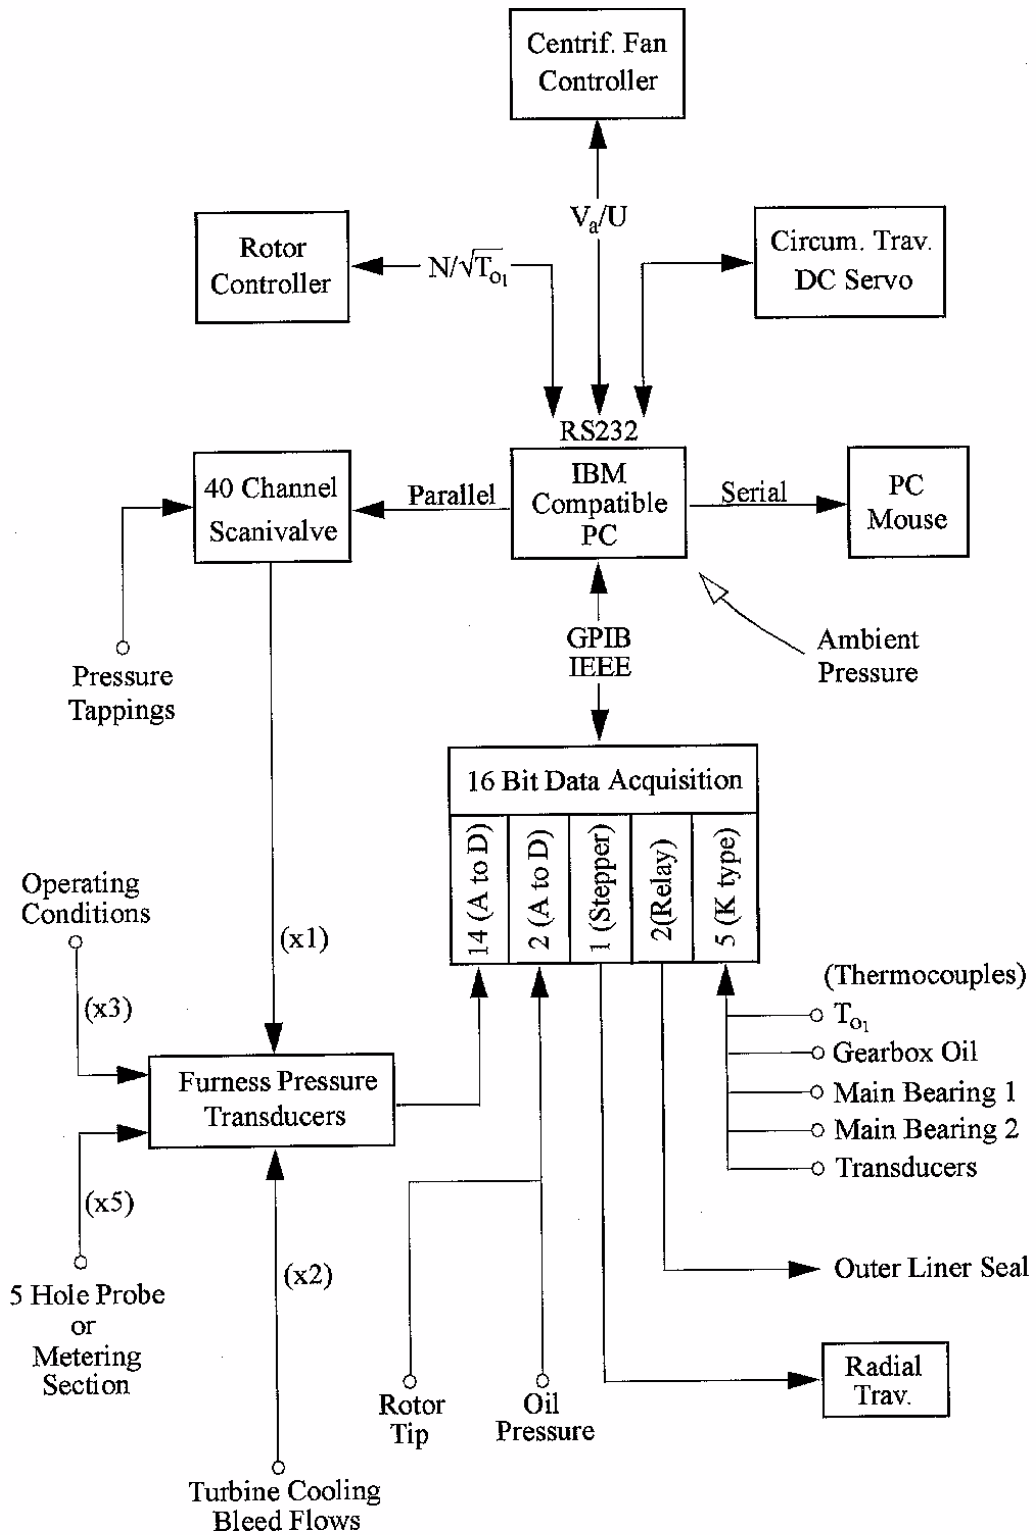 Centrif. Fan
Controller
Vₐ/U
Rotor
Controller
N/√T₀₁
Circum. Trav.
DC Servo
RS232
IBM
Compatible
PC
40 Channel
Scanivalve
Parallel
Serial
PC
Mouse
GPIB
IEEE
Ambient
Pressure
Pressure
Tappings
16 Bit Data Acquisition
14 (A to D)
2 (A to D)
1 (Stepper)
2(Relay)
5 (K type)
Operating
Conditions
(x1)
(x3)
(Thermocouples)
T₀₁
Gearbox Oil
Main Bearing 1
Main Bearing 2
Transducers
Furness Pressure
Transducers
(x5)
(x2)
5 Hole Probe
or
Metering
Section
Outer Liner Seal
Radial
Trav.
Rotor
Tip
Oil
Pressure
Turbine Cooling
Bleed Flows